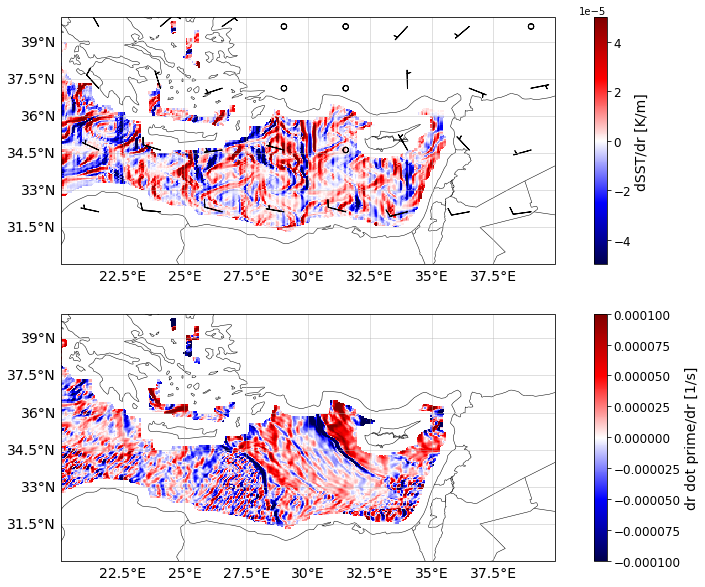 1e−5
39°N
37.5°N
36°N
34.5°N
33°N
31.5°N
22.5°E 25°E 27.5°E 30°E 32.5°E 35°E 37.5°E
4
2
0
−2
−4
dSST/dr [K/m]
39°N
37.5°N
36°N
34.5°N
33°N
31.5°N
22.5°E 25°E 27.5°E 30°E 32.5°E 35°E 37.5°E
0.000100
0.000075
0.000050
0.000025
0.000000
−0.000025
−0.000050
−0.000075
−0.000100
dr dot prime/dr [1/s]